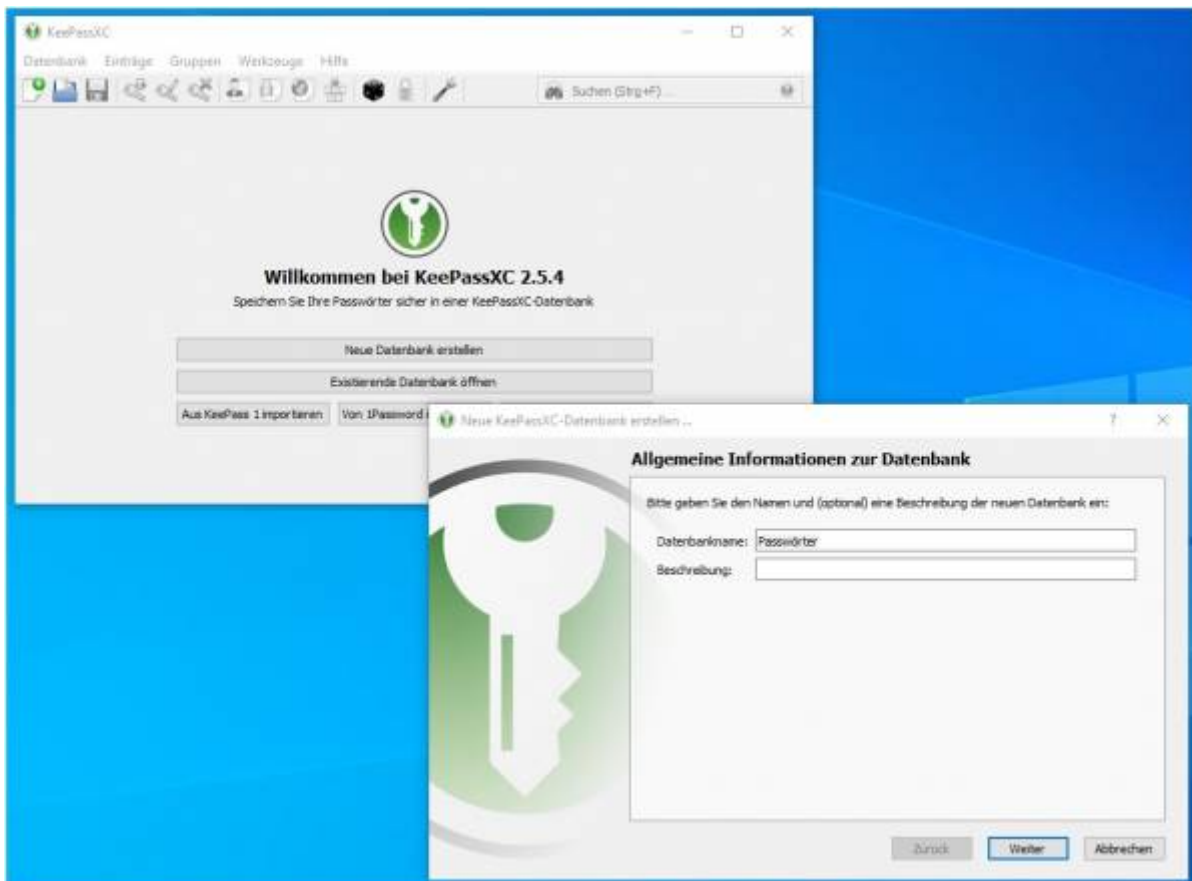 KeePassXC
Datenbank Einträge Gruppen Werkzeuge Hilfe
Suchen (Strg+F) ...
Willkommen bei KeePassXC 2.5.4
Speichern Sie Ihre Passwörter sicher in einer KeePassXC-Datenbank
Neue Datenbank erstellen
Existierende Datenbank öffnen
Aus KeePass 1 importieren Von 1Password
Neue KeePassXC-Datenbank erstellen ...
Allgemeine Informationen zur Datenbank
Bitte geben Sie den Namen und (optional) eine Beschreibung der neuen Datenbank ein:
Datenbankname: Passwörter
Beschreibung:
Zurück Weiter Abbrechen